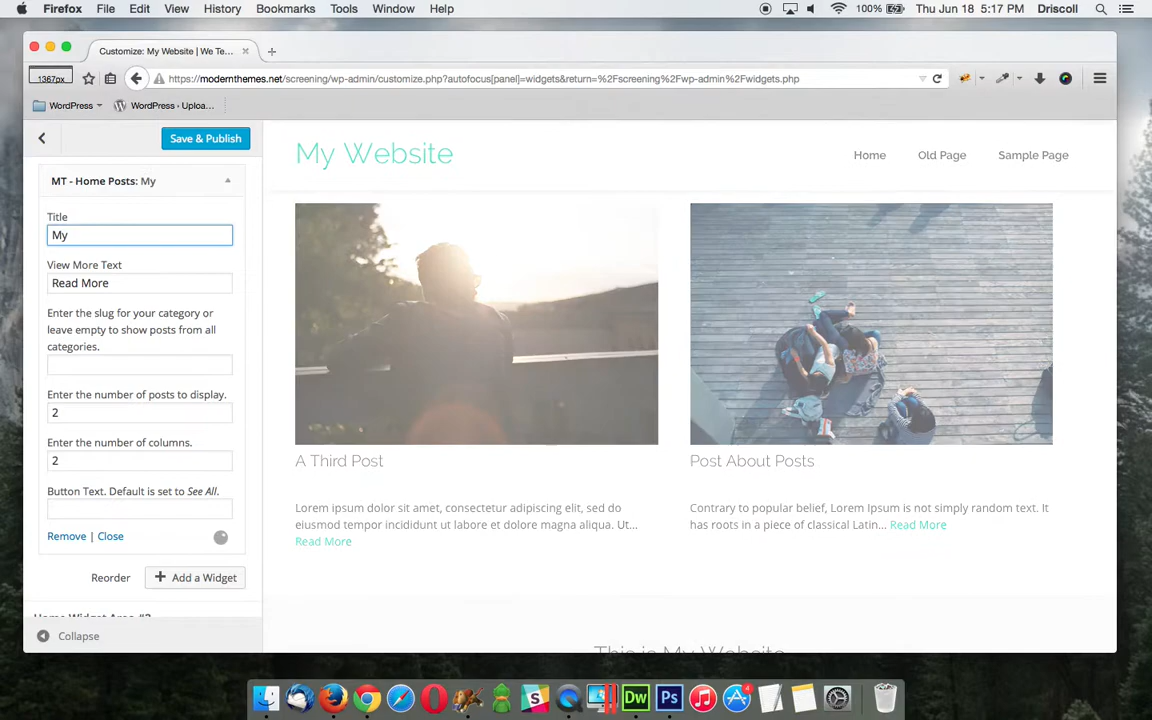 Firefox File Edit View History Bookmarks Tools Window Help 100% Thu Jun 18 5:17 PM Driscoll
Customize: My Website | We Te...
1367px https://modernthemes.net/screening/wp-admin/customize.php?autofocus[panel]=widgets&return=%2Fscreening%2Fwp-admin%2Fwidgets.php
WordPress WordPress › Uploa...
Save & Publish
My Website
Home Old Page Sample Page
MT - Home Posts: My
Title
My
View More Text
Read More
Enter the slug for your category or
leave empty to show posts from all
categories.
Enter the number of posts to display.
2
Enter the number of columns.
2
Button Text. Default is set to See All.
Remove | Close
Reorder
Add a Widget
Home Widget Area #2
Collapse
A Third Post
Lorem ipsum dolor sit amet, consectetur adipiscing elit, sed do
eiusmod tempor incididunt ut labore et dolore magna aliqua. Ut...
Read More
Post About Posts
Contrary to popular belief, Lorem Ipsum is not simply random text. It
has roots in a piece of classical Latin... Read More
This is My Website
S Dw Ps 4